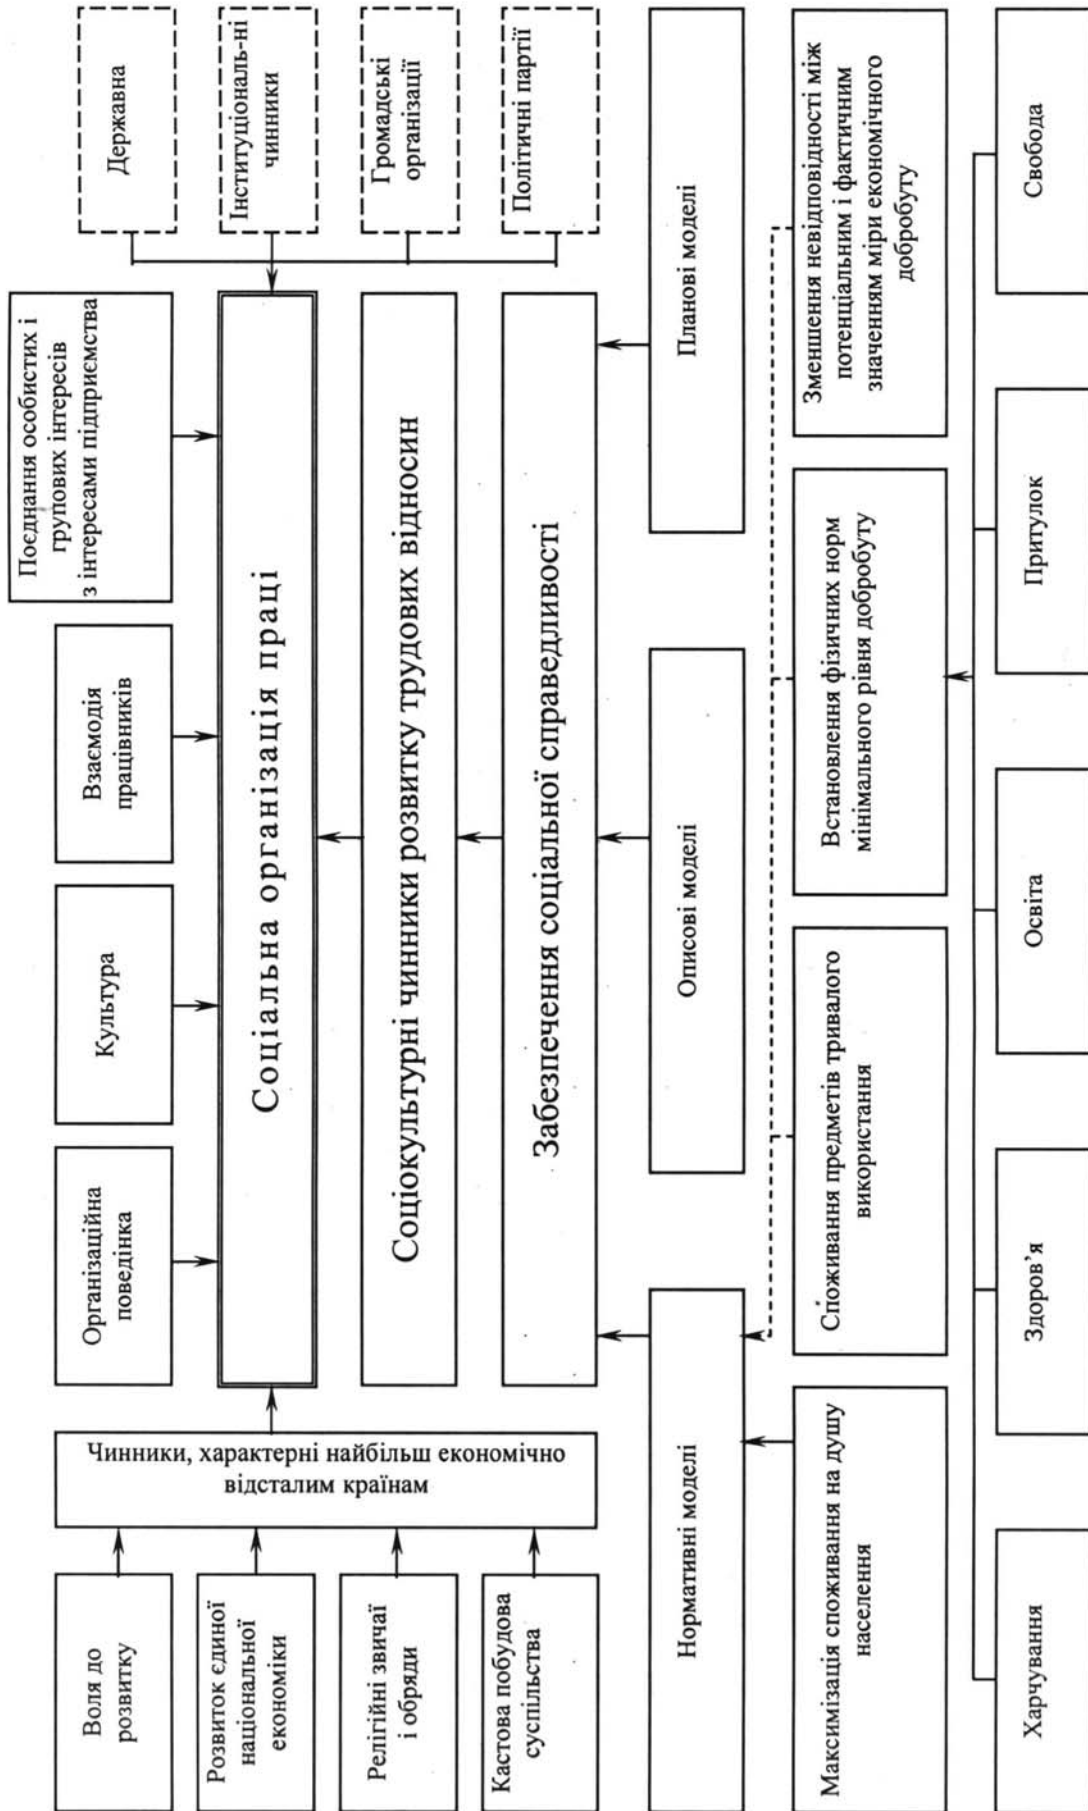 Воля до
розвитку
Розвиток єдиної
національної
економіки
Релігійні звичаї
і обряди
Кастова побудова
суспільства
Чинники, характерні найбільш економічно
відсталим країнам
Організаційна
поведінка
Культура
Взаємодія
працівників
Поєднання особистих і
групових інтересів
з інтересами підприємства
Державна
Інституціональ-ні
чинники
Громадські
організації
Політичні партії
Соціальна організація праці
Соціокультурні чинники розвитку трудових відносин
Забезпечення соціальної справедливості
Нормативні моделі
Описові моделі
Планові моделі
Максимізація споживання на душу
населення
Споживання предметів тривалого
використання
Встановлення фізичних норм
мінімального рівня добробуту
Зменшення невідповідності між
потенціальним і фактичним
значенням міри економічного
добробуту
Харчування
Здоров’я
Освіта
Притулок
Свобода